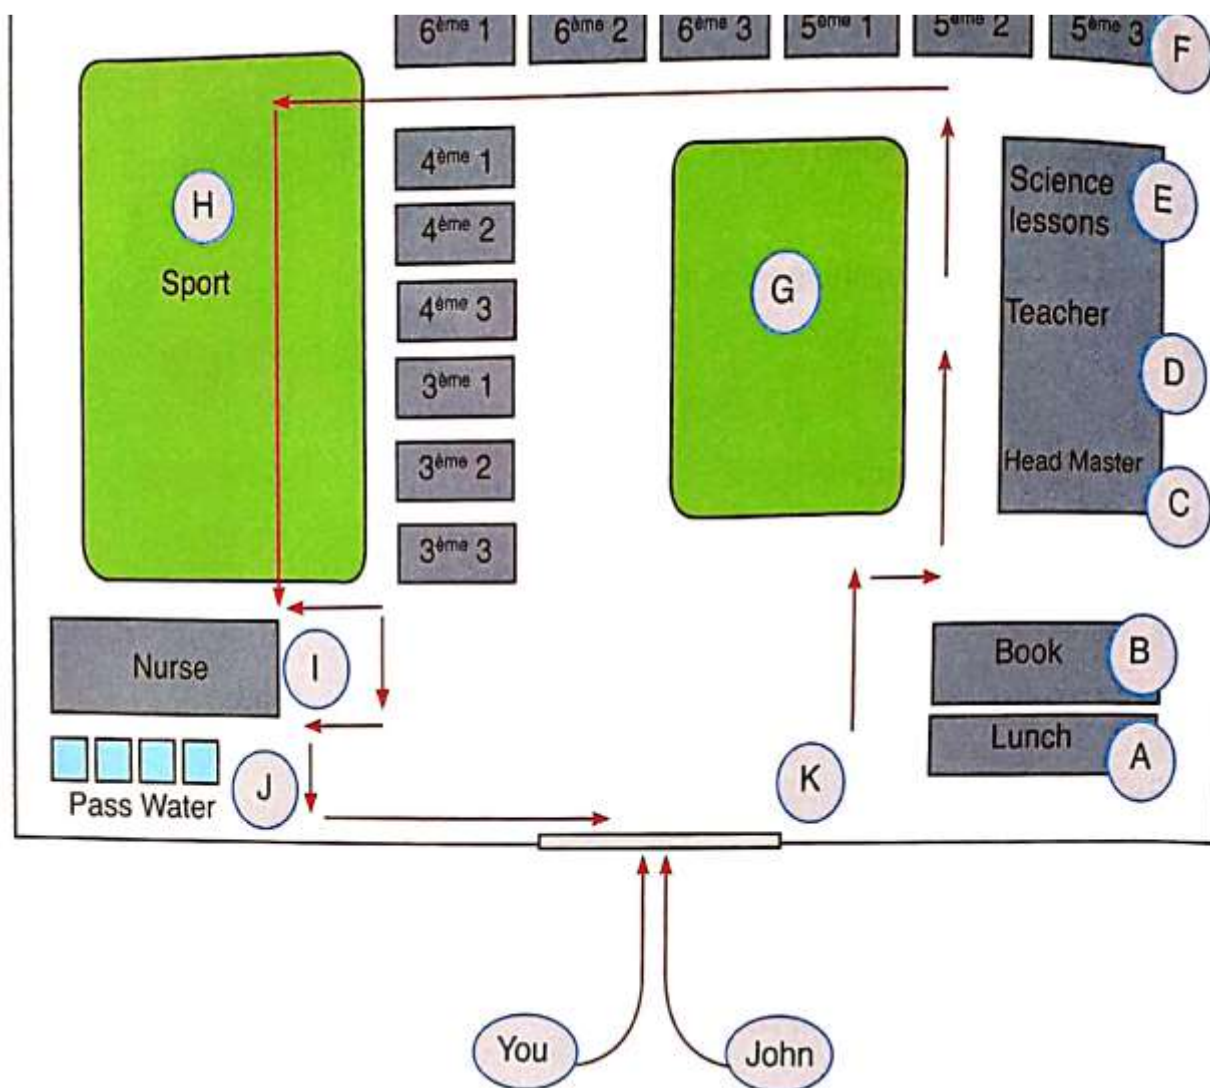 6ème 1
6ème 2
6ème 3
5ème 1
5ème 2
5ème 3
F
4ème 1
4ème 2
4ème 3
3ème 1
3ème 2
3ème 3
H
Sport
G
Science
lessons
E
Teacher
D
Head Master
C
Nurse
I
Book
B
Lunch
A
Pass Water
J
K
You
John